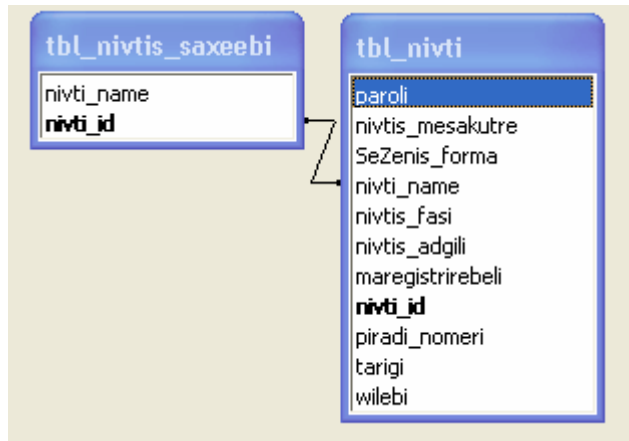 tbl_nivtis_saxeebi
nivti_name
nivti_id
tbl_nivti
paroli
nivtis_mesakutre
SeZenis_forma
nivti_name
nivtis_fasi
nivtis_adgili
maregistrirebeli
nivti_id
piradi_nomeri
tarigi
wilebi